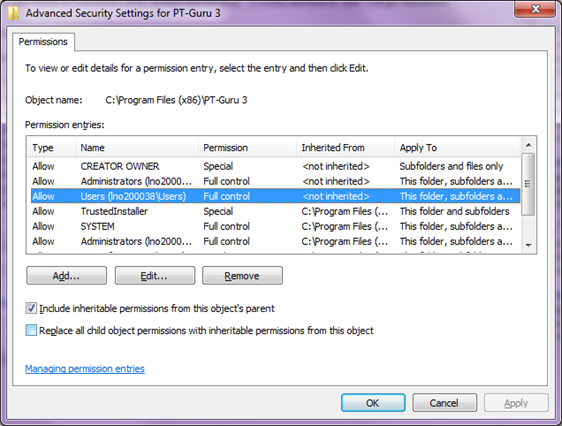 Advanced Security Settings for PT-Guru 3
Permissions
To view or edit details for a permission entry, select the entry and then click Edit.
Object name: C:\Program Files (x86)\PT-Guru 3
Permission entries:
Type Name Permission Inherited From Apply To
Allow CREATOR OWNER Special <not inherited> Subfolders and files only
Allow Administrators (lno200... Full control <not inherited> This folder, subfolders a...
Allow Users (lno200038\Users) Full control <not inherited> This folder, subfolders a...
Allow TrustedInstaller Special C:\Program Files (... This folder and subfolders
Allow SYSTEM Full control C:\Program Files (... This folder, subfolders a...
Allow Administrators (lno200... Full control C:\Program Files (... This folder, subfolders a...
Add... Edit... Remove
Include inheritable permissions from this object's parent
Replace all child object permissions with inheritable permissions from this object
Managing permission entries
OK Cancel Apply